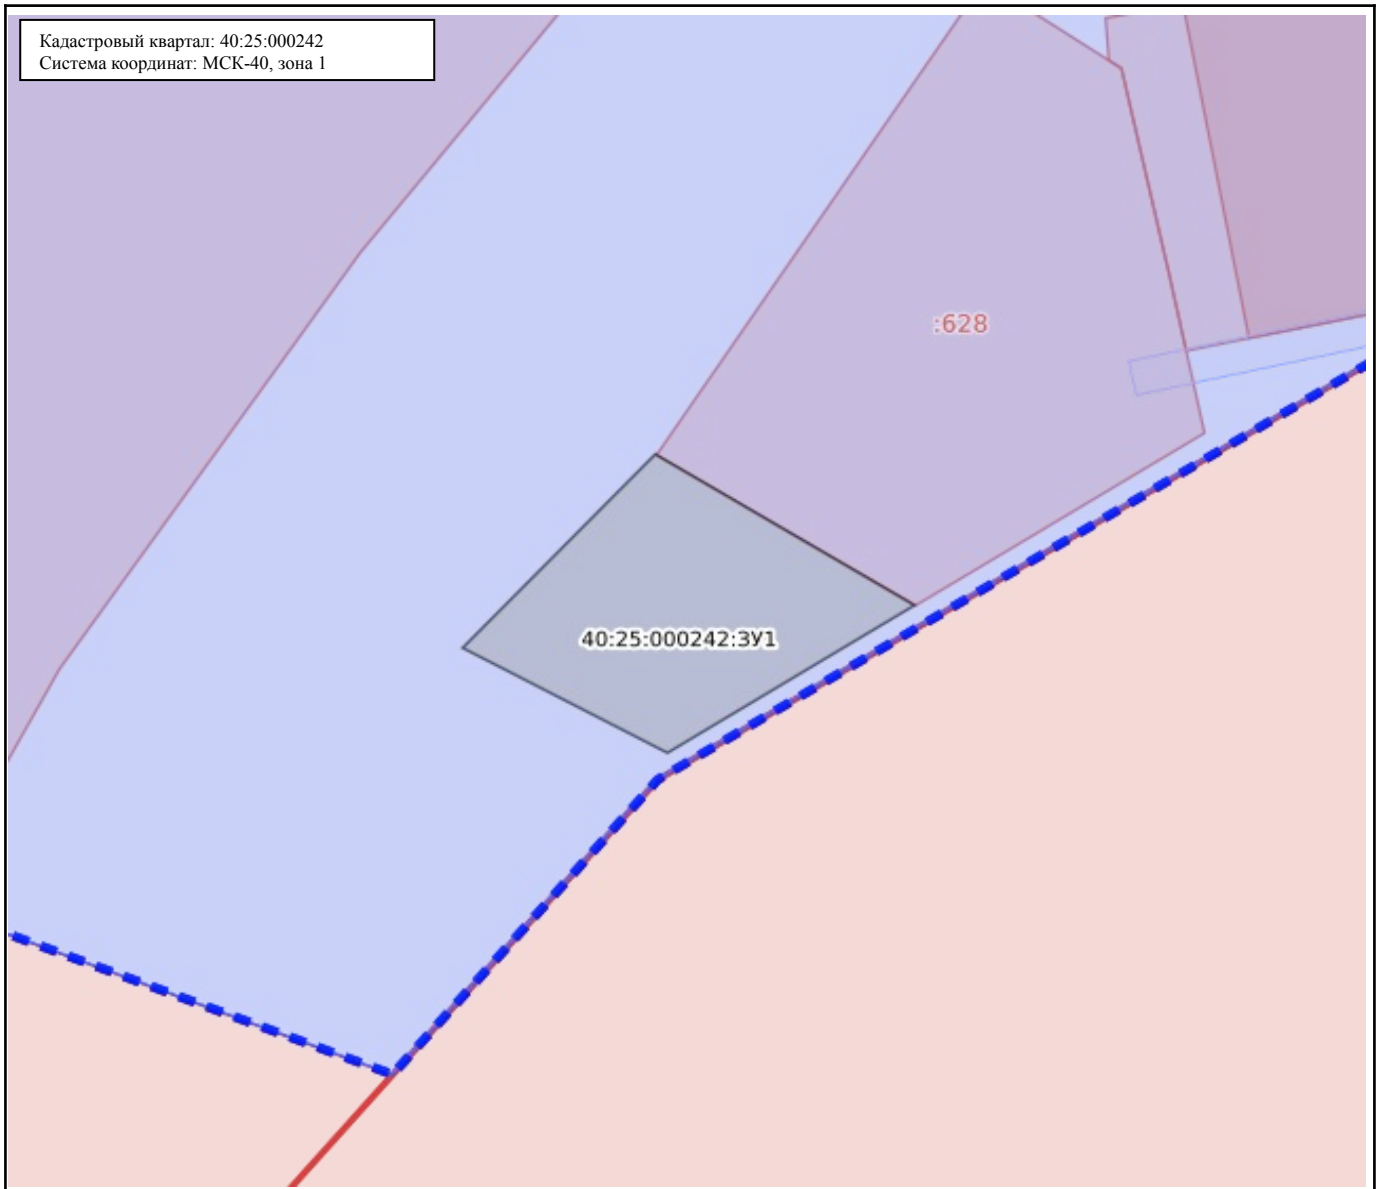 Кадастровый квартал: 40:25:000242
Система координат: МСК-40, зона 1
:628
40:25:000242:ЗУ1